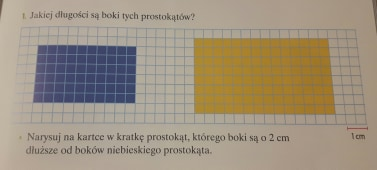 1. Jakiej długości są boki tych prostokątów?
1 cm
Narysuj na kartce w kratkę prostokąt, którego boki są o 2 cm
dłuższe od boków niebieskiego prostokąta.